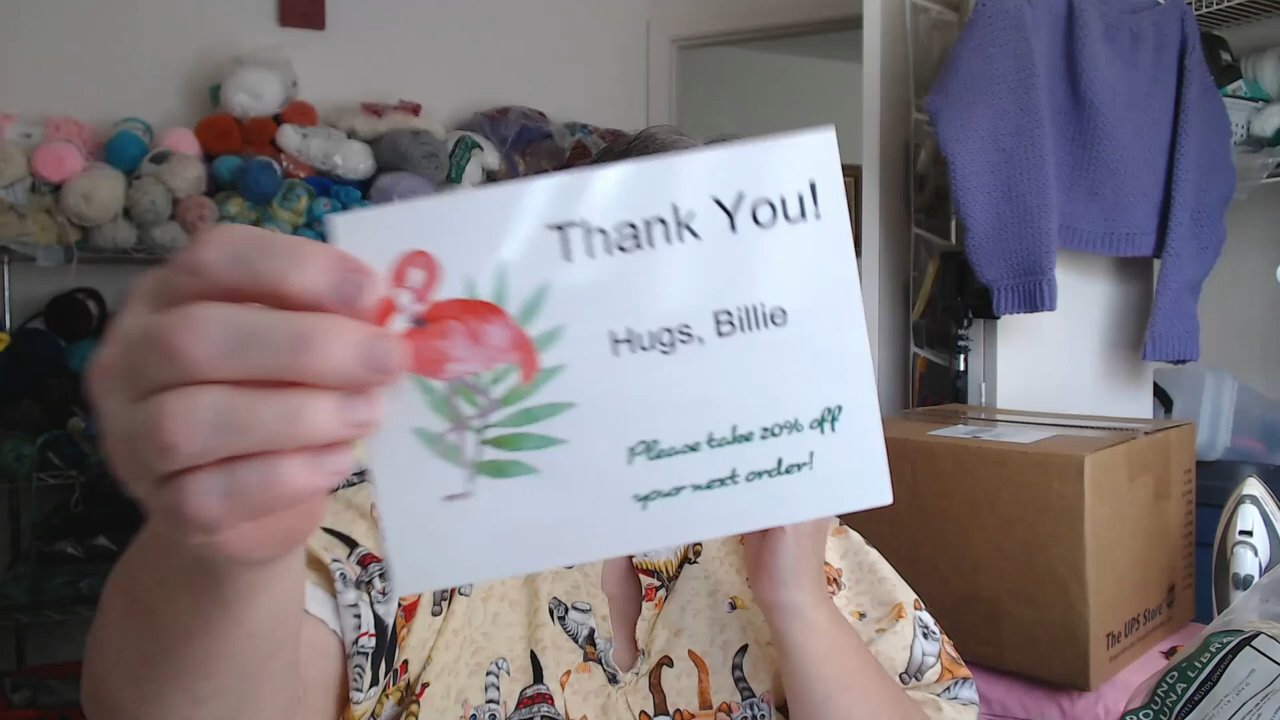 Thank You!
Hugs, Billie
Please take 20% off
your next order!
The UPS Store